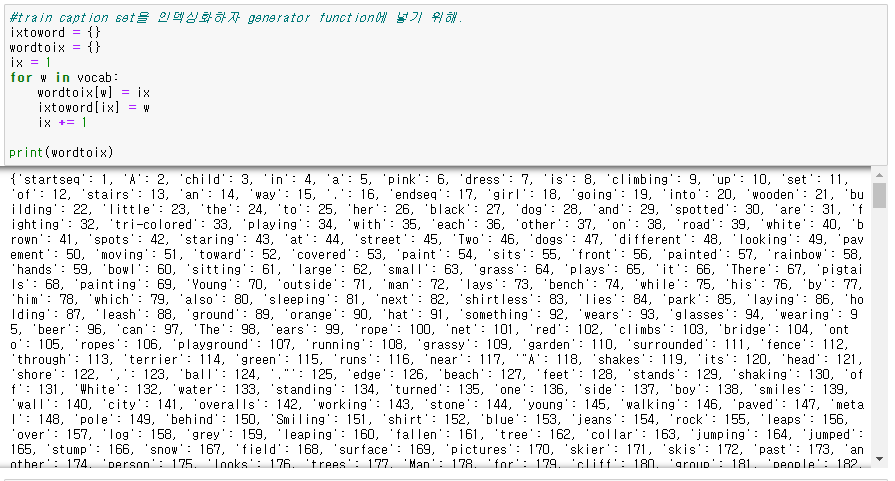 #train caption set을 인덱싱화하자 generator function에 넣기 위해.
ixtoword = {}
wordtoix = {}
ix = 1
for w in vocab:
    wordtoix[w] = ix
    ixtoword[ix] = w
    ix += 1
print(wordtoix)
{'startseq': 1, 'A': 2, 'child': 3, 'in': 4, 'a': 5, 'pink': 6, 'dress': 7, 'is': 8, 'climbing': 9, 'up': 10, 'set': 11,
'of': 12, 'stairs': 13, 'an': 14, 'way': 15, '.': 16, 'endseq': 17, 'girl': 18, 'going': 19, 'into': 20, 'wooden': 21, 'bu
ilding': 22, 'little': 23, 'the': 24, 'to': 25, 'her': 26, 'black': 27, 'dog': 28, 'and': 29, 'spotted': 30, 'are': 31, 'f
ighting': 32, 'tri-colored': 33, 'playing': 34, 'with': 35, 'each': 36, 'other': 37, 'on': 38, 'road': 39, 'white': 40, 'b
rown': 41, 'spots': 42, 'staring': 43, 'at': 44, 'street': 45, 'Two': 46, 'dogs': 47, 'different': 48, 'looking': 49, 'pav
ement': 50, 'moving': 51, 'toward': 52, 'covered': 53, 'paint': 54, 'sits': 55, 'front': 56, 'painted': 57, 'rainbow': 58,
'hands': 59, 'bowl': 60, 'sitting': 61, 'large': 62, 'small': 63, 'grass': 64, 'plays': 65, 'it': 66, 'There': 67, 'pigtai
ls': 68, 'painting': 69, 'Young': 70, 'outside': 71, 'man': 72, 'lays': 73, 'bench': 74, 'while': 75, 'his': 76, 'by': 77,
'him': 78, 'which': 79, 'also': 80, 'sleeping': 81, 'next': 82, 'shirtless': 83, 'lies': 84, 'park': 85, 'laying': 86, 'ho
lding': 87, 'leash': 88, 'ground': 89, 'orange': 90, 'hat': 91, 'something': 92, 'wears': 93, 'glasses': 94, 'wearing': 9
5, 'beer': 96, 'can': 97, 'The': 98, 'ears': 99, 'rope': 100, 'net': 101, 'red': 102, 'climbs': 103, 'bridge': 104, 'ont
o': 105, 'ropes': 106, 'playground': 107, 'running': 108, 'grassy': 109, 'garden': 110, 'surrounded': 111, 'fence': 112,
'through': 113, 'terrier': 114, 'green': 115, 'runs': 116, 'near': 117, '"A': 118, 'shakes': 119, 'its': 120, 'head': 121,
'shore': 122, ',': 123, 'ball': 124, '."': 125, 'edge': 126, 'beach': 127, 'feet': 128, 'stands': 129, 'shaking': 130, 'of
f': 131, 'White': 132, 'water': 133, 'standing': 134, 'turned': 135, 'one': 136, 'side': 137, 'boy': 138, 'smiles': 139,
'wall': 140, 'city': 141, 'overalls': 142, 'working': 143, 'stone': 144, 'young': 145, 'walking': 146, 'paved': 147, 'meta
l': 148, 'pole': 149, 'behind': 150, 'Smiling': 151, 'shirt': 152, 'blue': 153, 'jeans': 154, 'rock': 155, 'leaps': 156,
'over': 157, 'log': 158, 'grey': 159, 'leaping': 160, 'fallen': 161, 'tree': 162, 'collar': 163, 'jumping': 164, 'jumped':
165, 'stump': 166, 'snow': 167, 'field': 168, 'surface': 169, 'pictures': 170, 'skier': 171, 'skis': 172, 'past': 173, 'an
other': 174, 'person': 175, 'looks': 176, 'trees': 177, 'Man': 178, 'for': 179, 'cliff': 180, 'group': 181, 'people': 182,